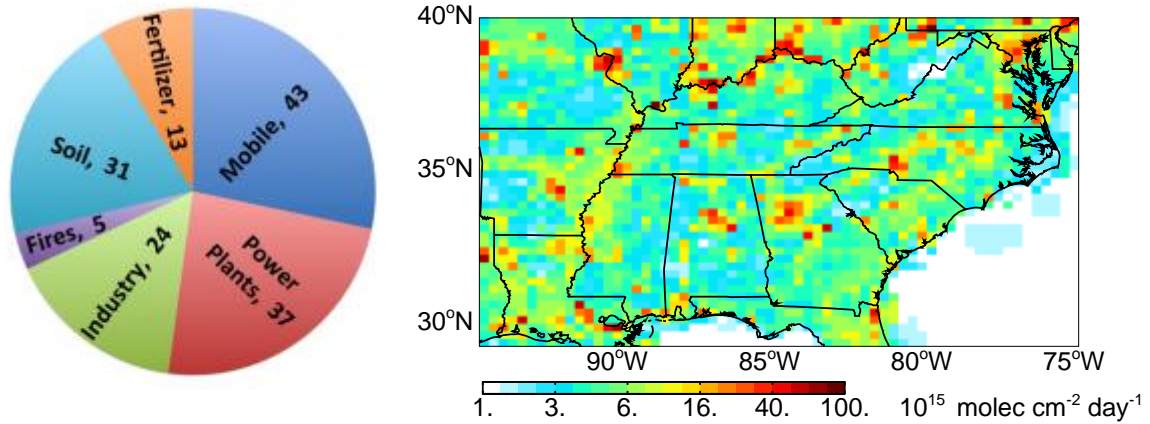 Fertilizer, 13
Mobile, 43
Soil, 31
Fires, 5
Industry, 24
Power
Plants, 37
40°N
35°N
30°N
90°W 85°W 80°W 75°W
1. 3. 6. 16. 40. 100. 10¹⁵ molec cm⁻² day⁻¹